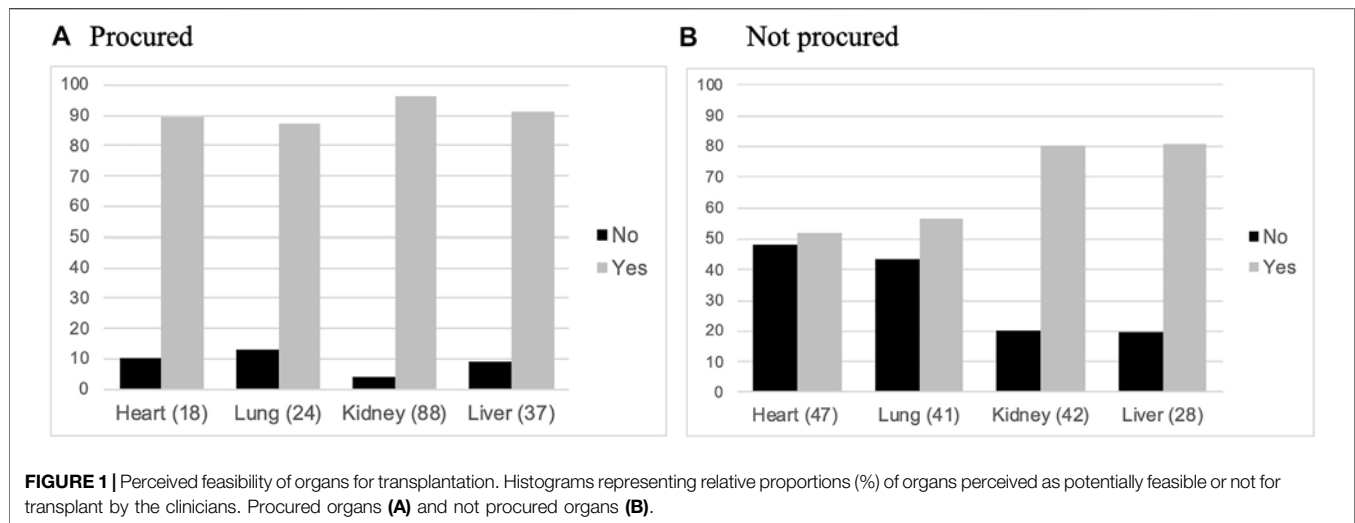 A Procured
100
90
80
70
60
50
40
30
20
10
0
Heart (18) Lung (24) Kidney (88) Liver (37)
No
Yes
B Not procured
100
90
80
70
60
50
40
30
20
10
0
Heart (47) Lung (41) Kidney (42) Liver (28)
No
Yes
FIGURE 1 | Perceived feasibility of organs for transplantation. Histograms representing relative proportions (%) of organs perceived as potentially feasible or not for
transplant by the clinicians. Procured organs (A) and not procured organs (B).